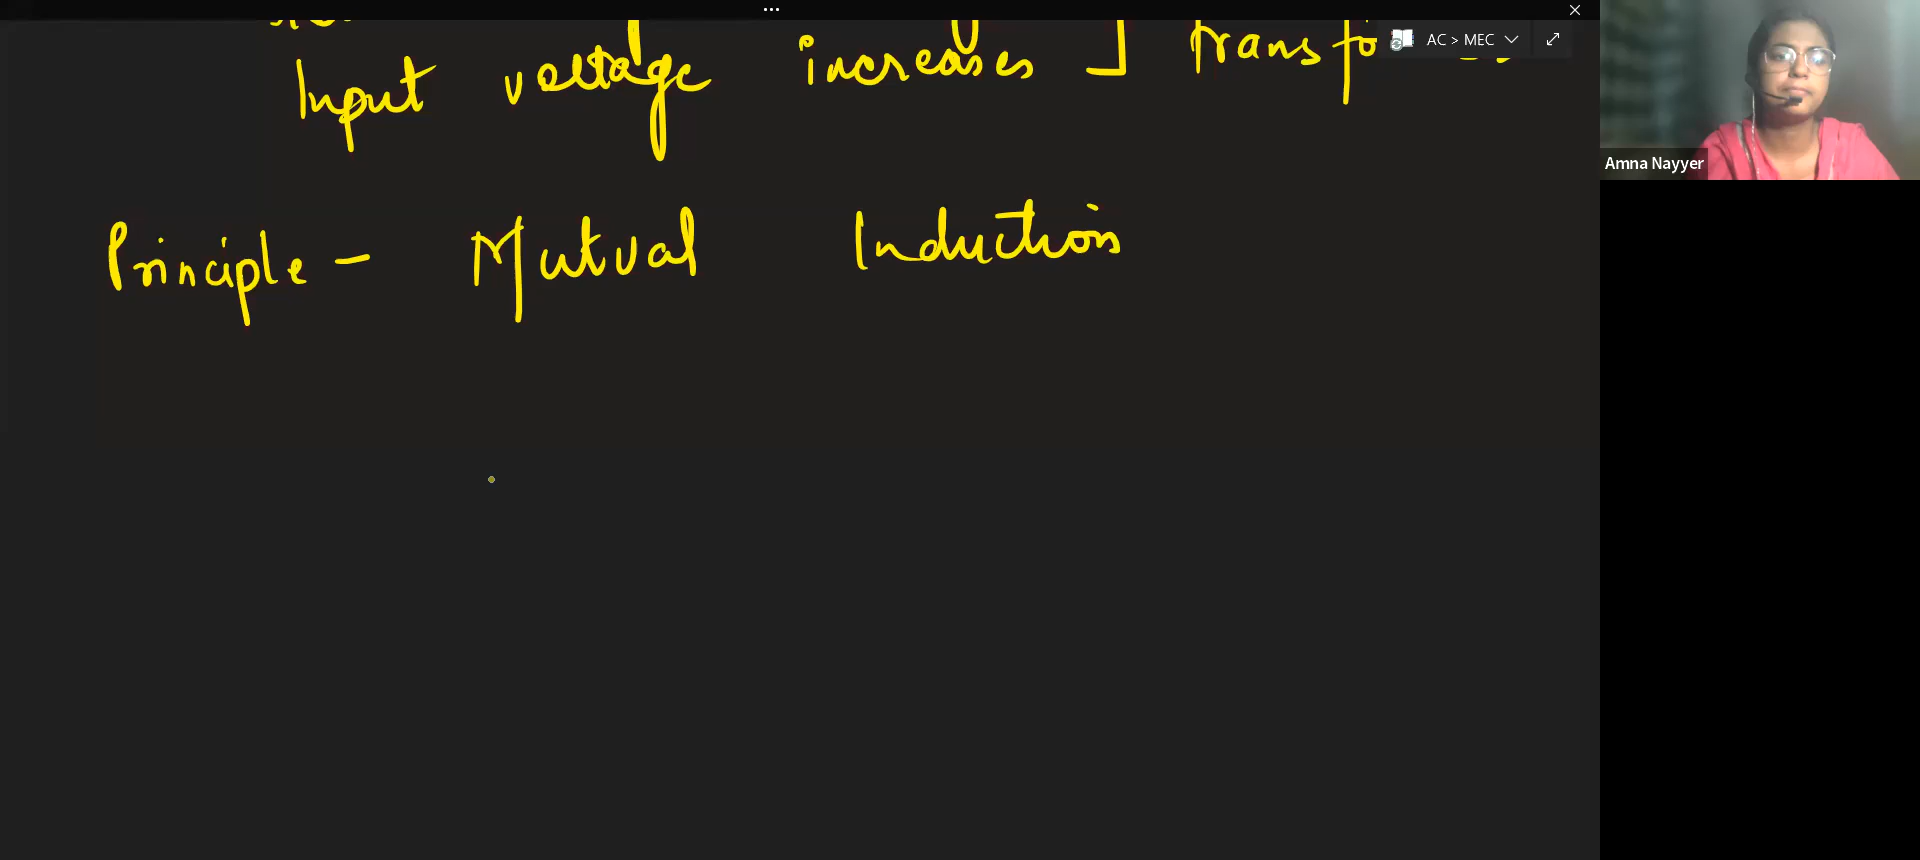 Input voltage increases ] transfo
AC > MEC
Amna Nayyer
Principle - Mutual Induction